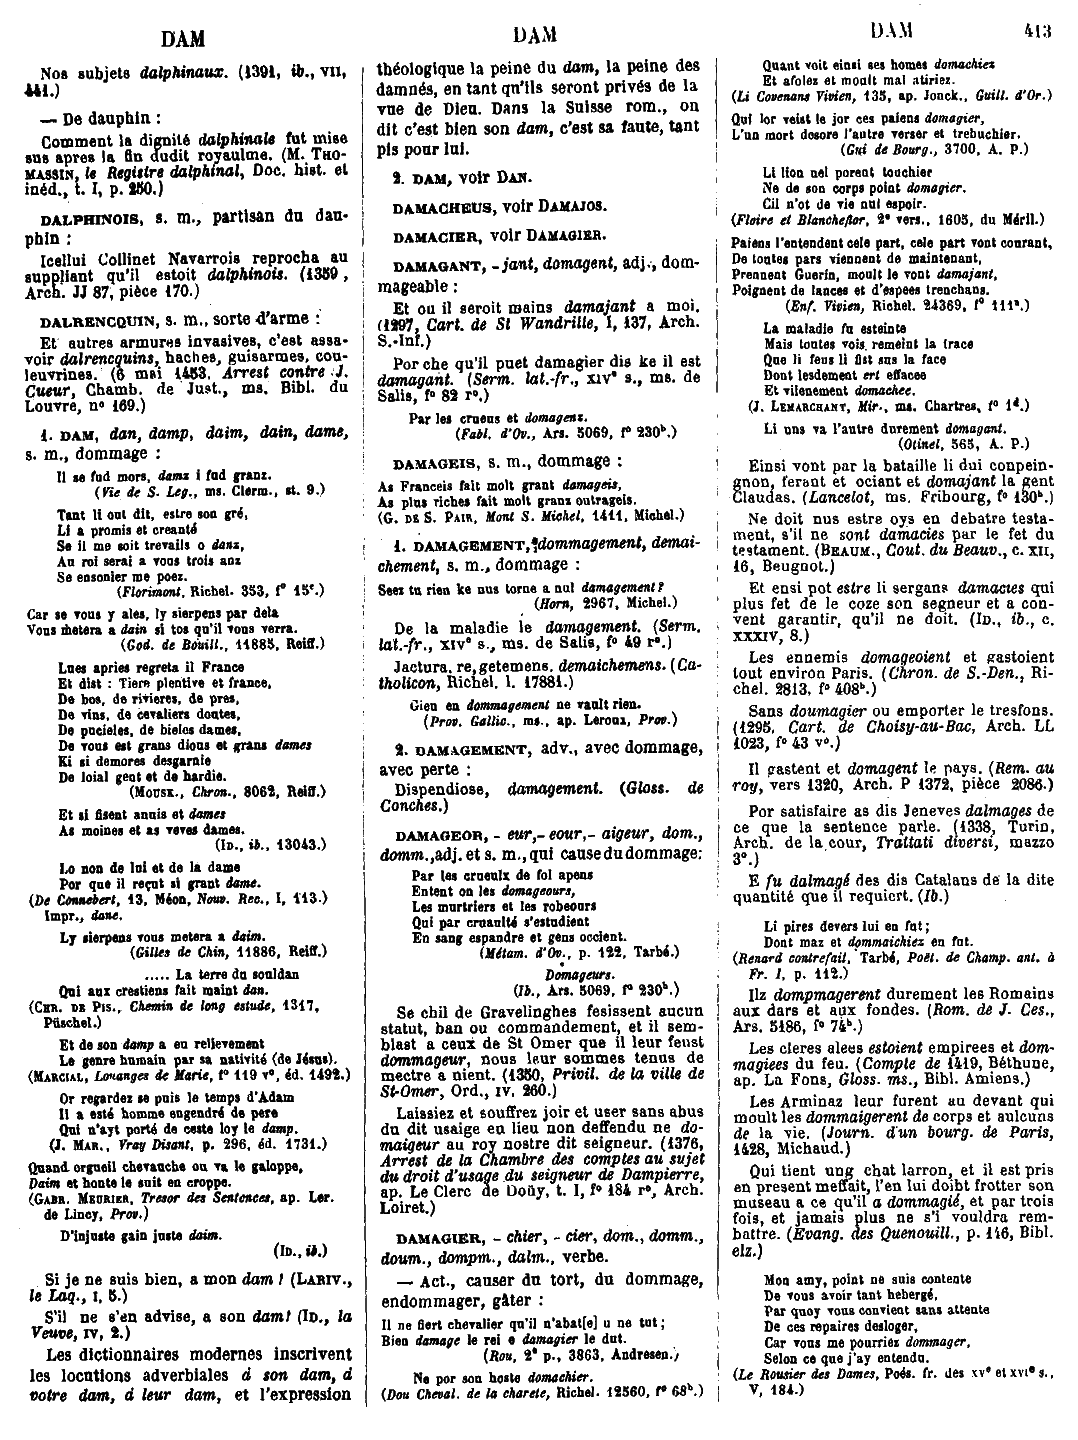 DAM
DAM
DAM
413
Nos subjets dalphinaux. (1391, ib., VII,
441.)
— De dauphin :
Comment la dignité dalphinale fut mise
sus apres la fin dudit royaulme. (M. THO-
MASSIN, le Registre dalphinal, Doc. hist. et
inéd., t. I, p. 250.)
DALPHINOIS, s. m., partisan du dau-
phin :
Icellui Collinet Navarrois reprocha au
suppliant qu'il estoit dalphinois. (1359,
Arch. JJ 87, pièce 170.)
DALRENCQUIN, s. m., sorte d'arme :
Et autres armures invasives, c'est assa-
voir dalrencquins, haches, guisarmes, cou-
leuvrines. (6 mai 1453, Arrest contre J.
Cueur, Chamb. de Just., ms. Bibl. du
Louvre, n° 169.)
1. DAM, dan, damp, daim, dain, dame,
s. m., dommage :
Il se fud mors, damz i fud granz.
(Vie de S. Leg., ms. Clerm., st. 9.)
Tant li out dit, estre son gré,
Li a promis et creanté
Se il me soit trevails o danz,
Au roi serai a vous trois anz
Se ensonier me poez.
(Florimont, Richel. 353, f° 15ᶜ.)
Car se vous y ales, ly sierpens par dela
Vous metera a dain si tos qu'il vous verra.
(God. de Bouill., 11885, Reiff.)
Lues apries regreta il France
Et dist : Tiere plentive et france,
De bos, de rivieres, de pres,
De vins, de cevaliers doutes,
De pucieles, de bieles dames,
De vous est grans dious et grans dames
Ki si demores desgarnie
De loial gent et de hardie.
(MOUSK., Chron., 8062, Reiff.)
Et si fisent anuis et dames
As moines et as veves dames.
(ID., ib., 13043.)
Lo non de lui et de la dame
Por que il reçut si grant dame.
(De Connebert, 13, Méon, Nouv. Rec., I, 113.)
Impr., dane.
Ly sierpens vous metera a daim.
(Gilles de Chin, 11886, Reiff.)
..... La terre du souldan
Qui aux crestiens fait maint dan.
(CHR. DE PIS., Chemin de long estude, 1317,
Püschel.)
Et de son damp a eu relievement
Le genre humain par sa nativité (de Jésus).
(MARCIAL, Louanges de Marie, f° 119 v°, éd. 1492.)
Or regardez se puis le temps d'Adam
Il a esté homme engendré de pere
Qui n'ayt porté de ceste loy le damp.
(J. MAR., Vray Disant, p. 296, éd. 1731.)
Quand orgueil chevauche ou va le galoppe,
Daim et honte le suit en croppe.
(GABR. MEURIER, Tresor des Sentences, ap. Ler.
de Lincy, Prov.)
D'injuste gain juste daim.
(ID., ib.)
Si je ne suis bien, a mon dam ! (LARIV.,
le Laq., I, 5.)
S'il ne s'en advise, a son dam! (ID., la
Veuve, IV, 2.)
Les dictionnaires modernes inscrivent
les locutions adverbiales à son dam, à
votre dam, à leur dam, et l'expression
théologique la peine du dam, la peine des
damnés, en tant qu'ils seront privés de la
vue de Dieu. Dans la Suisse rom., on
dit c'est bien son dam, c'est sa faute, tant
pis pour lui.
2. DAM, voir DAN.
DAMACHEUS, voir DAMAJOS.
DAMACIER, voir DAMAGIER.
DAMAGANT, -jant, domagent, adj., dom-
mageable :
Et ou il seroit mains damajant a moi.
(1297, Cart. de St Wandrille, I, 137, Arch.
S.-Inf.)
Por che qu'il puet damagier dis ke il est
damagant. (Serm. lat.-fr., XIV° s., ms. de
Salis, f° 82 r°.)
Par les crueus et domagenz.
(Fabl. d'Ov., Ars. 5069, f° 230ᵇ.)
DAMAGEIS, s. m., dommage :
As Franceis fait molt grant damageis,
As plus riches fait molt granz outrageis.
(G. DE S. PAIR, Mont S. Michel, 1411, Michel.)
1. DAMAGEMENT, dommagement, demai-
chement, s. m., dommage :
Seez tu rien ke nus torne a nul damagement ?
(Horn, 2967, Michel.)
De la maladie le damagement. (Serm.
lat.-fr., XIV° s., ms. de Salis, f° 49 r°.)
Jactura, re, getemens, demaichemens. (Ca-
tholicon, Richel. l. 17881.)
Gieu en dommagement ne vault rien.
(Prov. Gallic., ms., ap. Leroux, Prov.)
2. DAMAGEMENT, adv., avec dommage,
avec perte :
Dispendiose, damagement. (Gloss. de
Conches.)
DAMAGEOR, - eur,- eour,- aigeur, dom.,
domm.,adj. et s. m., qui cause du dommage:
Par les crueulx de fol apens
Entent on les domageours,
Les murtriers et les robeours
Qui par cruaulté s'estudient
En sang espandre et gens occient.
(Métam. d'Ov., p. 122, Tarbé.)
Domageurs.
(Ib., Ars. 5069, f° 230ᵇ.)
Se chil de Gravelinghes fesissent aucun
statut, ban ou commandement, et il sem-
blast a ceux de St Omer que il leur feust
dommageur, nous leur sommes tenus de
mectre a nient. (1350, Privil. de la ville de
St-Omer, Ord., IV, 260.)
Laissiez et souffrez joir et user sans abus
du dit usaige eu lieu non deffendu ne do-
maigeur au roy nostre dit seigneur. (1376,
Arrest de la Chambre des comptes au sujet
du droit d'usage du seigneur de Dampierre,
ap. Le Clerc de Doüy, t. I, f° 184 r°, Arch.
Loiret.)
DAMAGIER, - chier, - cier, dom., domm.,
doum., dompm., dalm., verbe.
— Act., causer du tort, du dommage,
endommager, gâter :
Il ne fiert chevalier qu'il n'abat[e] u ne tut ;
Bien damage le rei e damagier le dut.
(Rou, 2° p., 3863, Andresen.)
Ne por son hoste domachier.
(Dou Cheval. de la charete, Richel. 12560, f° 68ᵇ.)
Quant voit einsi ses homes domachiez
Et afolez et moult mal atiriez.
(Li Covenans Vivien, 135, ap. Jonck., Guill. d'Or.)
Qui lor veist le jor ces paiens domagier,
L'un mort desore l'autre verser et trebuchier.
(Gui de Bourg., 3700, A. P.)
Li lion nel porent touchier
Ne de son corps point domagier.
Cil n'ot de vie nul espoir.
(Floire et Blancheflor, 2° vers., 1605, du Méril.)
Paiens l'entendent cele part, cele part vont courant,
De toutes pars viennent de maintenant,
Prennent Guerin, moult le vont damajant,
Poignent de lances et d'espees trenchans.
(Enf. Vivien, Richel. 24369, f° 111ᵃ.)
La maladie fu esteinte
Mais toutes vois remeint la trace
Que li feus li fist sus la face
Dont lesdement ert effacee
Et vilenement domachee.
(J. LEMARCHANT, Mir., ms. Chartres, f° 1ᵈ.)
Li uns va l'autre durement domagant.
(Otinel, 565, A. P.)
Einsi vont par la bataille li dui conpein-
gnon, ferant et ociant et domajant la gent
Claudas. (Lancelot, ms. Fribourg, f° 130ᵇ.)
Ne doit nus estre oys en debatre testa-
ment, s'il ne sont damacies par le fet du
testament. (BEAUM., Cout. du Beauv., c. XII,
16, Beugnot.)
Et ensi pot estre li sergans damacies qui
plus fet de le coze son segneur et a con-
vent garantir, qu'il ne doit. (ID., ib., c.
XXXIV, 8.)
Les ennemis domageoient et gastoient
tout environ Paris. (Chron. de S.-Den., Ri-
chel. 2813, f° 408ᵇ.)
Sans doumagier ou emporter le tresfons.
(1295, Cart. de Choisy-au-Bac, Arch. LL
1023, f° 43 v°.)
Il gastent et domagent le pays. (Rem. au
roy, vers 1320, Arch. P 1372, pièce 2086.)
Por satisfaire as dis Jeneves dalmages de
ce que la sentence parle. (1338, Turin,
Arch. de la cour, Trattati diversi, mazzo
3°.)
E fu dalmagé des dis Catalans de la dite
quantité que il requiert. (Ib.)
Li pires devers lui en fut ;
Dont maz et dommaichiez en fut.
(Renard contrefait, Tarbé, Poët. de Champ. ant. à
Fr. I, p. 112.)
Ilz dompmagerent durement les Romains
aux dars et aux fondes. (Rom. de J. Ces.,
Ars. 5186, f° 74ᵇ.)
Les cleres alees estoient empirees et dom-
magiees du feu. (Compte de 1419, Béthune,
ap. La Fons, Gloss. ms., Bibl. Amiens.)
Les Arminaz leur furent au devant qui
moult les dommaigerent de corps et aulcuns
de la vie. (Journ. d'un bourg. de Paris,
1428, Michaud.)
Qui tient ung chat larron, et il est pris
en present meffait, l'en lui doibt frotter son
museau a ce qu'il a dommagié, et par trois
fois, et jamais plus ne s'i vouldra rem-
battre. (Evang. des Quenouill., p. 146, Bibl.
elz.)
Mon amy, point ne suis contente
De vous avoir tant hebergé,
Par quoy vous convient sans attente
De ces repaires desloger,
Car vous me pourriez dommager,
Selon ce que j'ay entendu.
(Le Rousier des Dames, Poés. fr. des XV° et XVI° s.,
V, 184.)